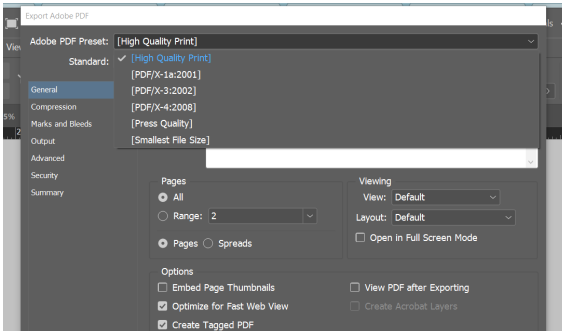 Export Adobe PDF
Adobe PDF Preset: [High Quality Print]
Standard: [High Quality Print]
[PDF/X-1a:2001]
[PDF/X-3:2002]
[PDF/X-4:2008]
[Press Quality]
[Smallest File Size]
General
Compression
Marks and Bleeds
Output
Advanced
Security
Summary
Pages
All
Range: 2
Pages Spreads
Viewing
View: Default
Layout: Default
Open in Full Screen Mode
Options
Embed Page Thumbnails
Optimize for Fast Web View
Create Tagged PDF
View PDF after Exporting
Create Acrobat Layers